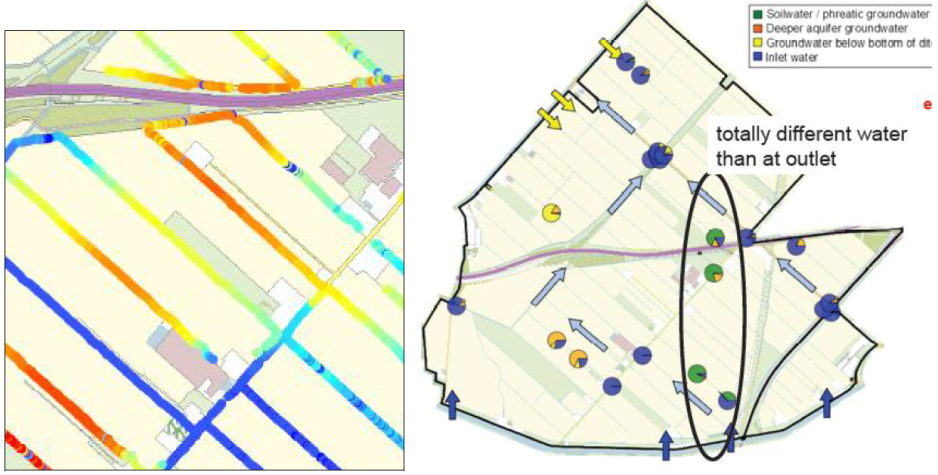 Soilwater / phreatic groundwater
Deeper aquifer groundwater
Groundwater below bottom of dit
Inlet water
e
totally different water
than at outlet